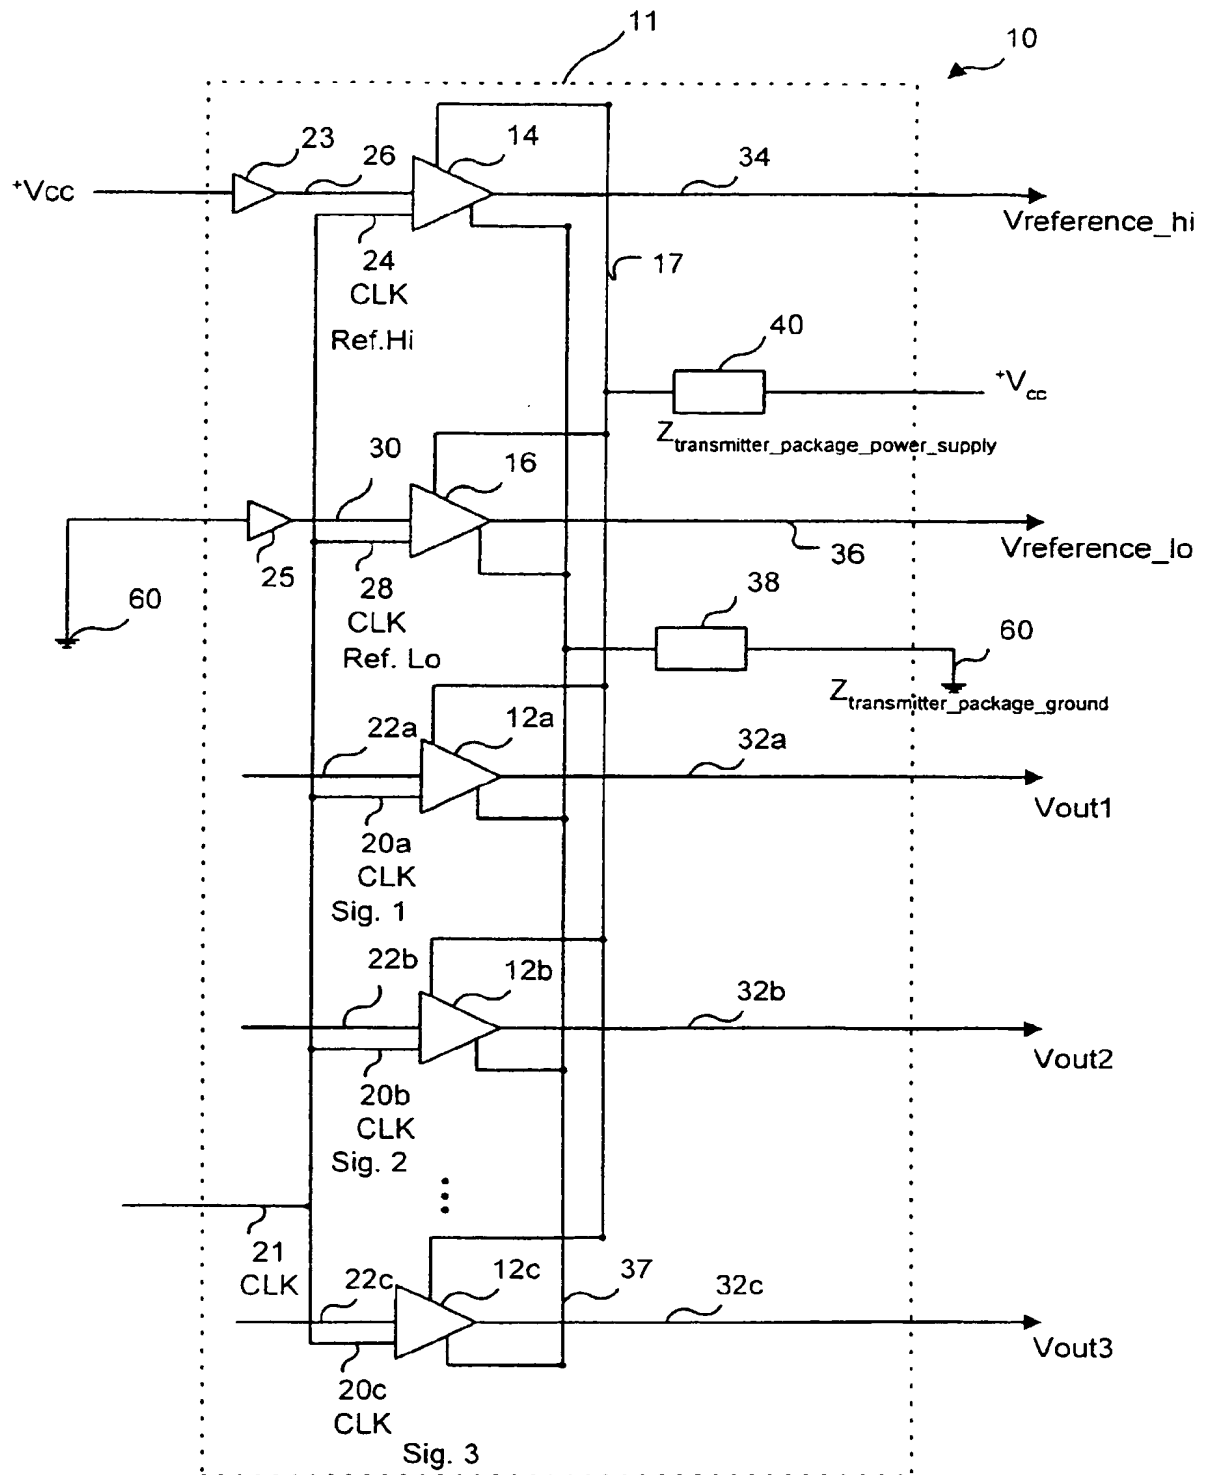 11
10
23
26
14
34
+Vcc
Vreference_hi
24
CLK
17
Ref.Hi
40
+Vcc
Ztransmitter_package_power_supply
30
16
36
Vreference_lo
25
28
CLK
38
60
60
Ref. Lo
Ztransmitter_package_ground
22a
12a
32a
Vout1
20a
CLK
Sig. 1
22b
12b
32b
Vout2
20b
CLK
Sig. 2
21
CLK
22c
12c
37
32c
Vout3
20c
CLK
Sig. 3